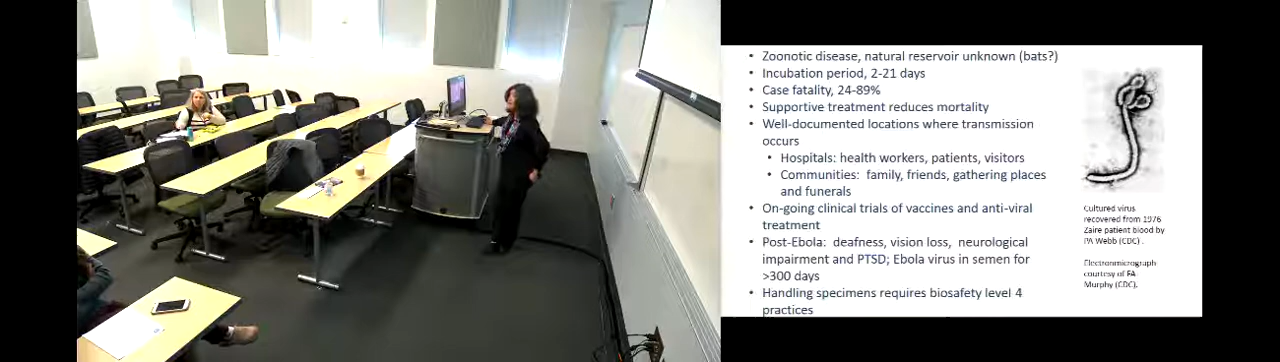 • Zoonotic disease, natural reservoir unknown (bats?)
• Incubation period, 2-21 days
• Case fatality, 24-89%
• Supportive treatment reduces mortality
• Well-documented locations where transmission
occurs
• Hospitals: health workers, patients, visitors
• Communities: family, friends, gathering places
and funerals
• On-going clinical trials of vaccines and anti-viral
treatment
• Post-Ebola: deafness, vision loss, neurological
impairment and PTSD; Ebola virus in semen for
>300 days
• Handling specimens requires biosafety level 4
practices
Cultured virus
recovered from 1976
Zaire patient blood by
PA Webb (CDC) .
Electronmicrograph
courtesy of FA
Murphy (CDC).